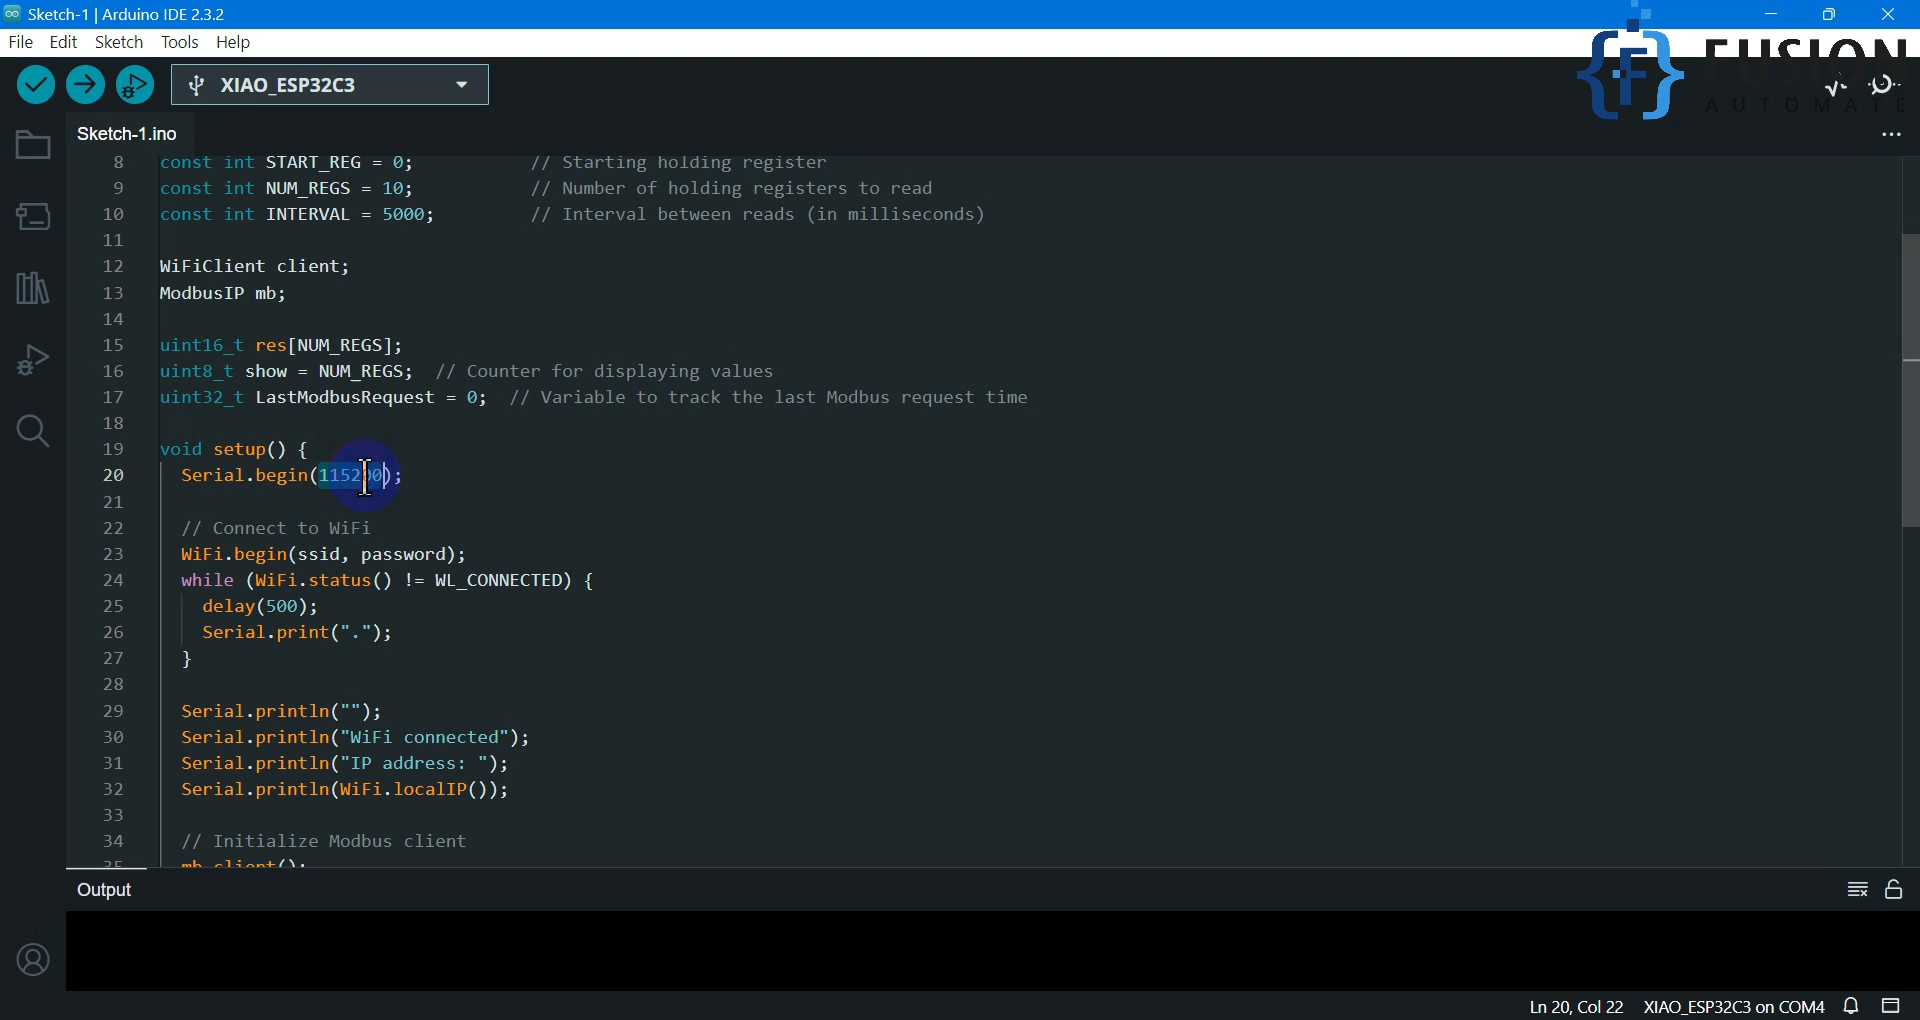 Sketch-1 | Arduino IDE 2.3.2
File Edit Sketch Tools Help
XIAO_ESP32C3
FUSION
AUTOMATE
Sketch-1.ino
8 const int START_REG = 0; // Starting holding register
9 const int NUM_REGS = 10; // Number of holding registers to read
10 const int INTERVAL = 5000; // Interval between reads (in milliseconds)
11
12 WiFiClient client;
13 ModbusIP mb;
14
15 uint16_t res[NUM_REGS];
16 uint8_t show = NUM_REGS; // Counter for displaying values
17 uint32_t LastModbusRequest = 0; // Variable to track the last Modbus request time
18
19 void setup() {
20 Serial.begin(115200);
21
22 // Connect to WiFi
23 WiFi.begin(ssid, password);
24 while (WiFi.status() != WL_CONNECTED) {
25 delay(500);
26 Serial.print(".");
27 }
28
29 Serial.println("");
30 Serial.println("WiFi connected");
31 Serial.println("IP address: ");
32 Serial.println(WiFi.localIP());
33
34 // Initialize Modbus client
35 mb.client();
Output
Ln 20, Col 22 XIAO_ESP32C3 on COM4